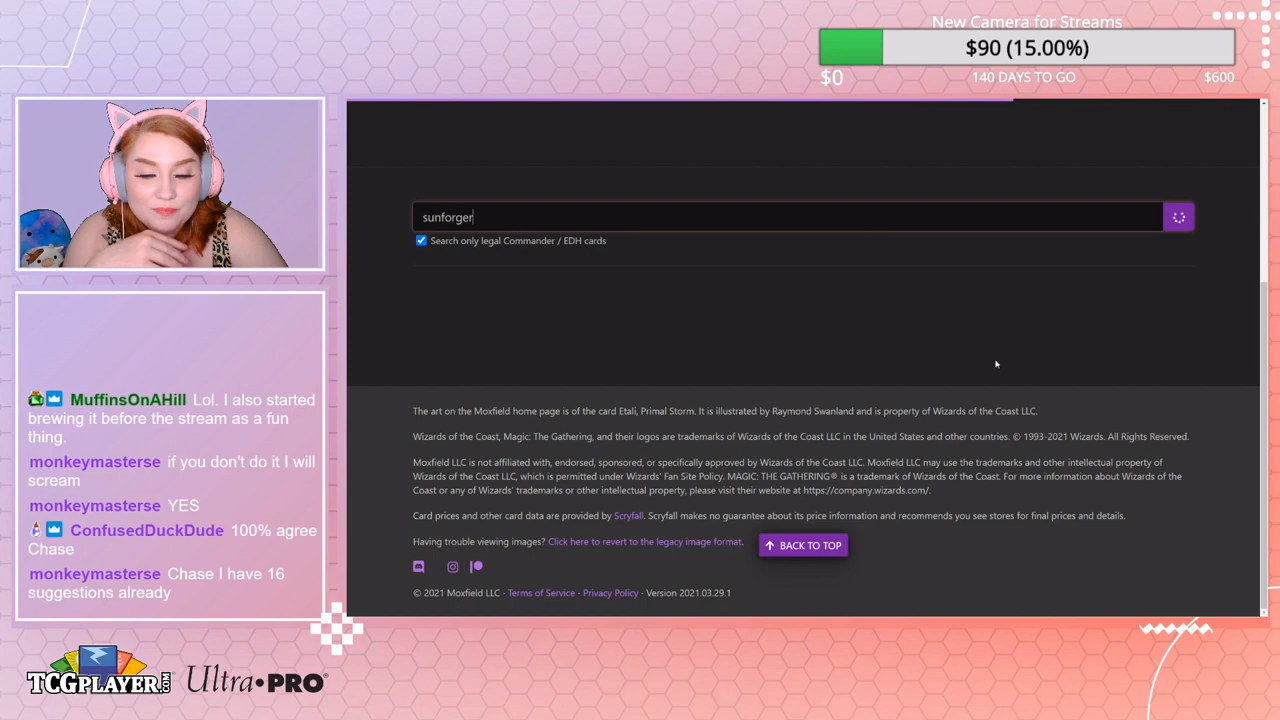 New Camera for Streams
$90 (15.00%)
$0 140 DAYS TO GO $600
sunforger
Search only legal Commander / EDH cards
The art on the Moxfield home page is of the card Etali, Primal Storm. It is illustrated by Raymond Swanland and is property of Wizards of the Coast LLC.
Wizards of the Coast, Magic: The Gathering, and their logos are trademarks of Wizards of the Coast LLC in the United States and other countries. © 1993-2021 Wizards. All Rights Reserved.
Moxfield LLC is not affiliated with, endorsed, sponsored, or specifically approved by Wizards of the Coast LLC. Moxfield LLC may use the trademarks and other intellectual property of
Wizards of the Coast LLC, which is permitted under Wizards' Fan Site Policy. MAGIC: THE GATHERING® is a trademark of Wizards of the Coast. For more information about Wizards of the
Coast or any of Wizards' trademarks or other intellectual property, please visit their website at https://company.wizards.com/.
Card prices and other card data are provided by Scryfall. Scryfall makes no guarantee about its price information and recommends you see stores for final prices and details.
Having trouble viewing images? Click here to revert to the legacy image format.
BACK TO TOP
© 2021 Moxfield LLC · Terms of Service · Privacy Policy · Version 2021.03.29.1
MuffinsOnAHill Lol. I also started
brewing it before the stream as a fun
thing.
monkeymasterse if you don't do it I will
scream
monkeymasterse YES
ConfusedDuckDude 100% agree
Chase
monkeymasterse Chase I have 16
suggestions already
TCGPLAYER.COM Ultra•PRO®